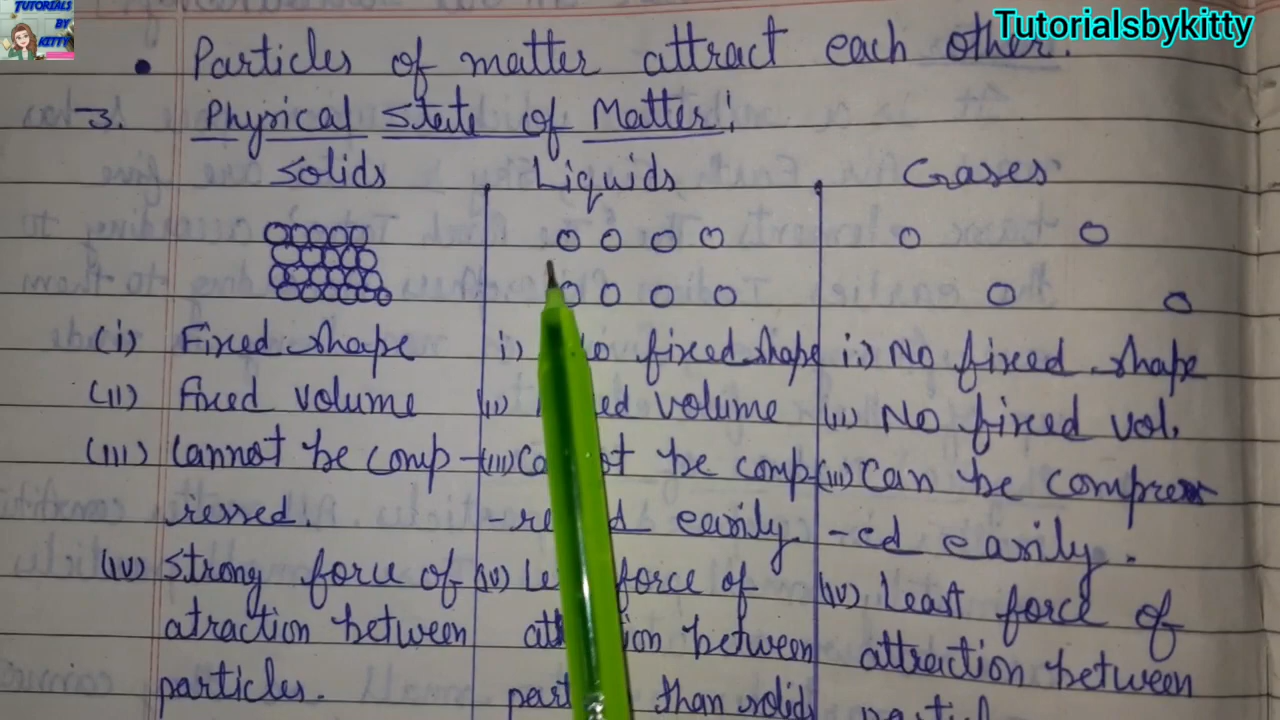 TUTORIALS
BY
KITTY
Tutorialsbykitty
• Particles of matter attract each other.
3. Physical State of Matter:
Solids Liquids Gases
(i) Fixed shape i) fixed shape i) No fixed shape
(ii) Fixed volume (ii) volume (ii) No fixed vol.
(iii) Cannot be comp- (iii) be comp- (iii) Can be compress
ressed. easily -ed easily.
(iv) Strong force of (iv) force of (iv) Least force of
atraction between between attraction between
particles. than solids